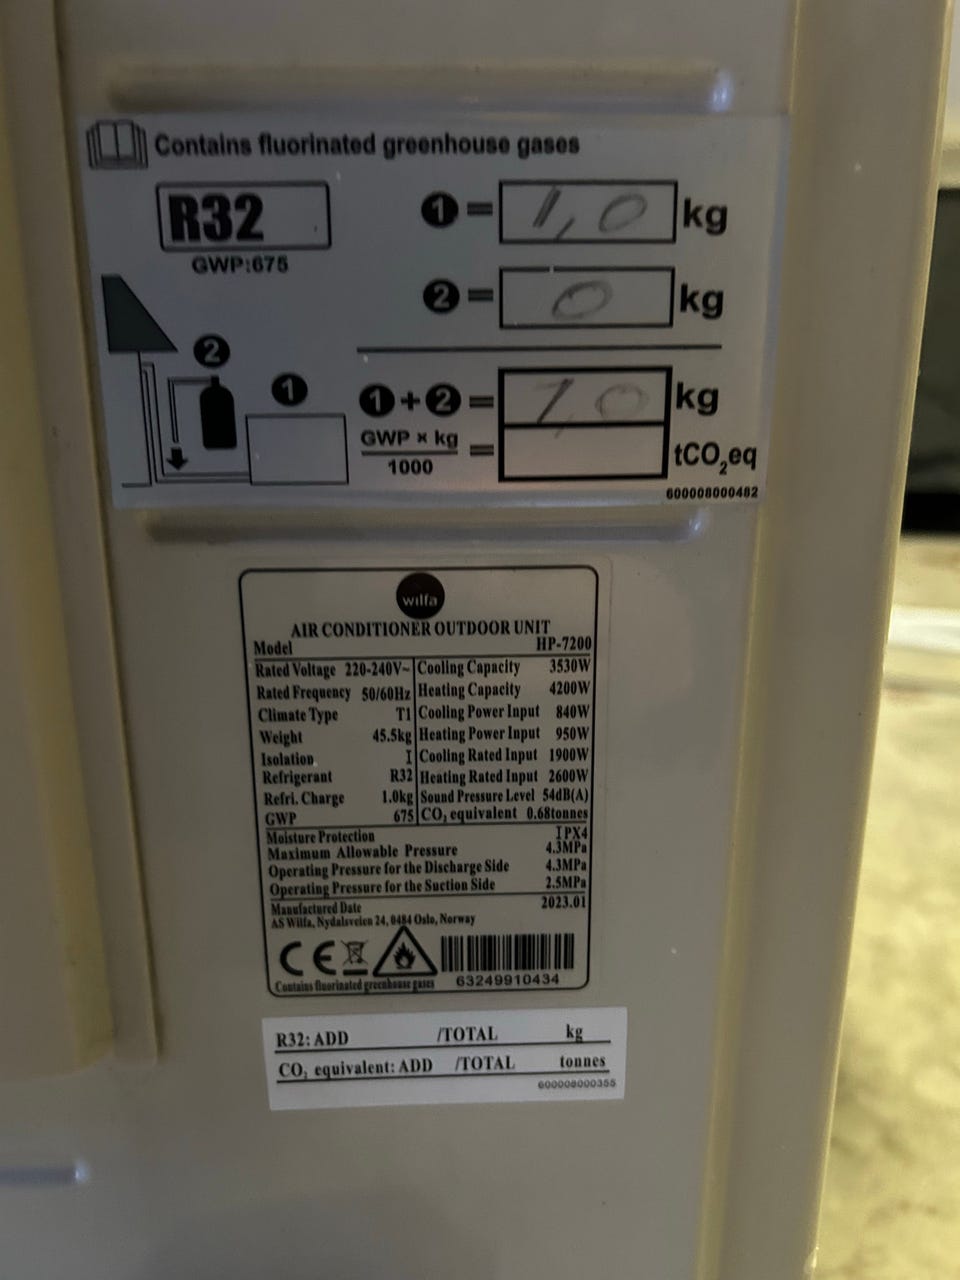 Contains fluorinated greenhouse gases
R32
GWP:675
1 = 1,0 kg
2 = 0 kg
2
1
1+2 = 1,0 kg
GWP × kg / 1000 = tCO₂eq
600008000482
wilfa
AIR CONDITIONER OUTDOOR UNIT
Model HP-7200
Rated Voltage 220-240V~ Cooling Capacity 3530W
Rated Frequency 50/60Hz Heating Capacity 4200W
Climate Type T1 Cooling Power Input 840W
Weight 45.5kg Heating Power Input 950W
Isolation I Cooling Rated Input 1900W
Refrigerant R32 Heating Rated Input 2600W
Refri. Charge 1.0kg Sound Pressure Level 54dB(A)
GWP 675 CO₂ equivalent 0.68tonnes
Moisture Protection IPX4
Maximum Allowable Pressure 4.3MPa
Operating Pressure for the Discharge Side 4.3MPa
Operating Pressure for the Suction Side 2.5MPa
Manufactured Date 2023.01
AS Wilfa, Nydalsveien 24, 0484 Oslo, Norway
CE
Contains fluorinated greenhouse gases 63249910434
R32: ADD /TOTAL kg
CO₂ equivalent: ADD /TOTAL tonnes
600008000355